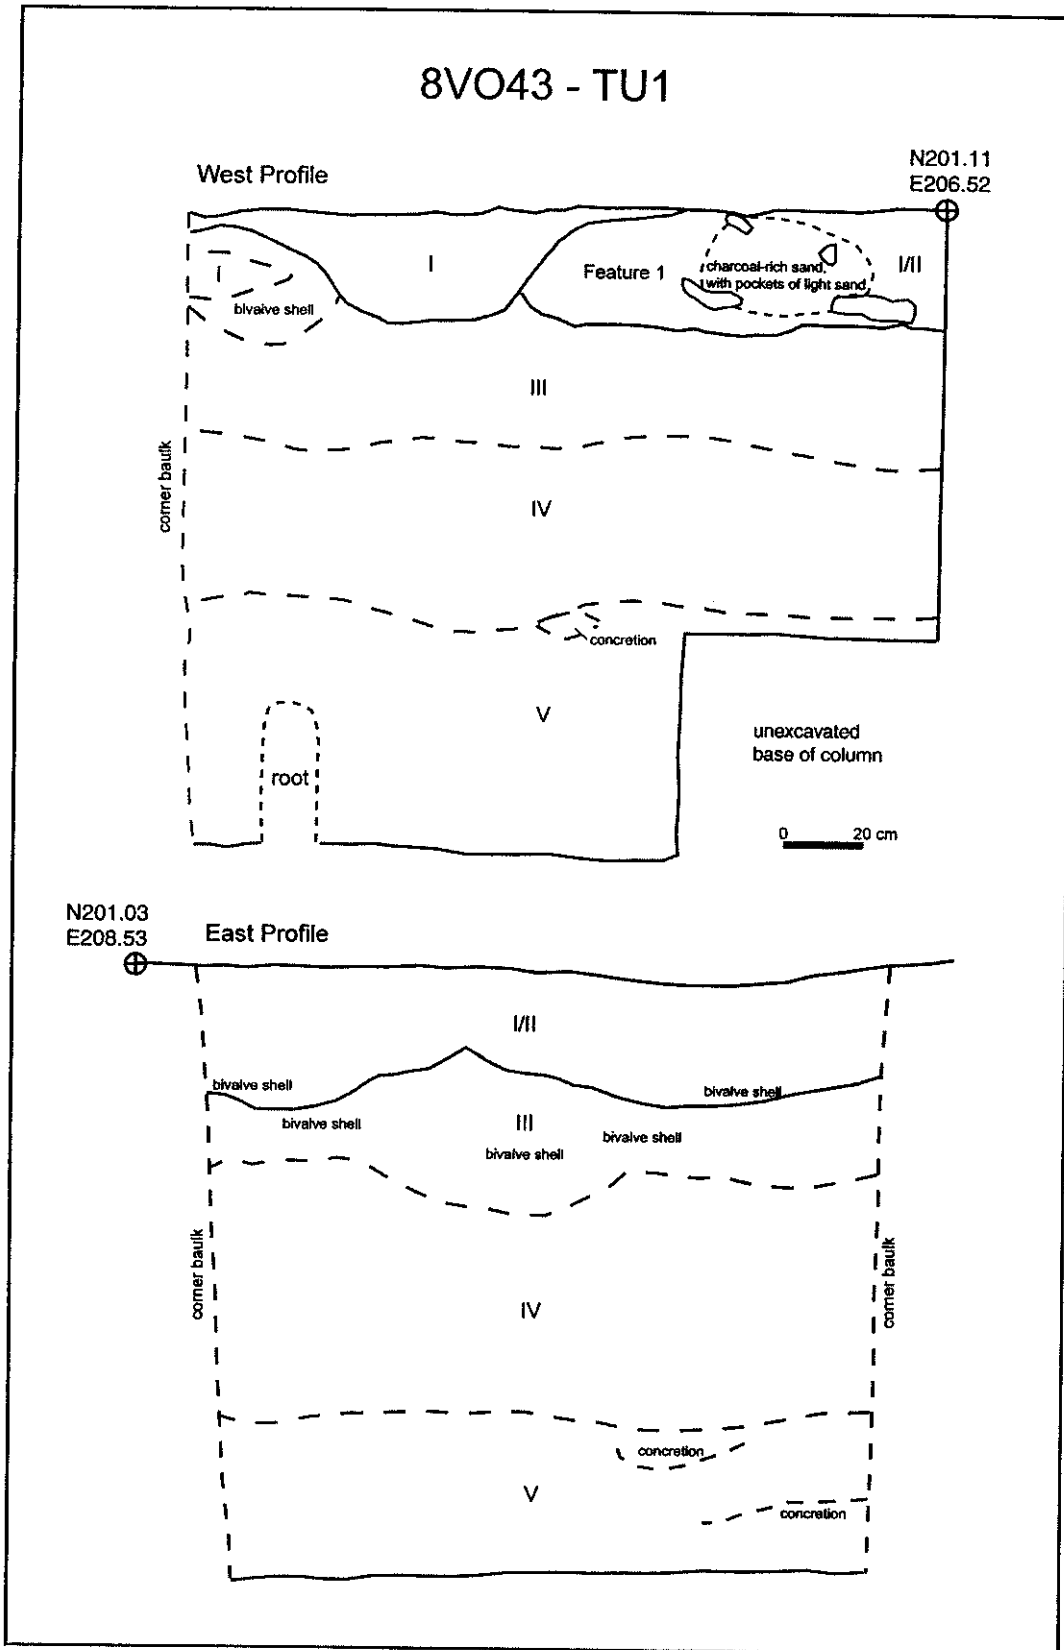 8VO43 - TU1
West Profile
N201.11
E206.52
I
Feature 1
charcoal-rich sand,
with pockets of light sand
I/II
bivalve shell
III
corner baulk
IV
concretion
V
root
unexcavated
base of column
0 20 cm
N201.03
E208.53
East Profile
I/II
bivalve shell
bivalve shell
bivalve shell
III
bivalve shell
bivalve shell
corner baulk
corner baulk
IV
concretion
V
concretion